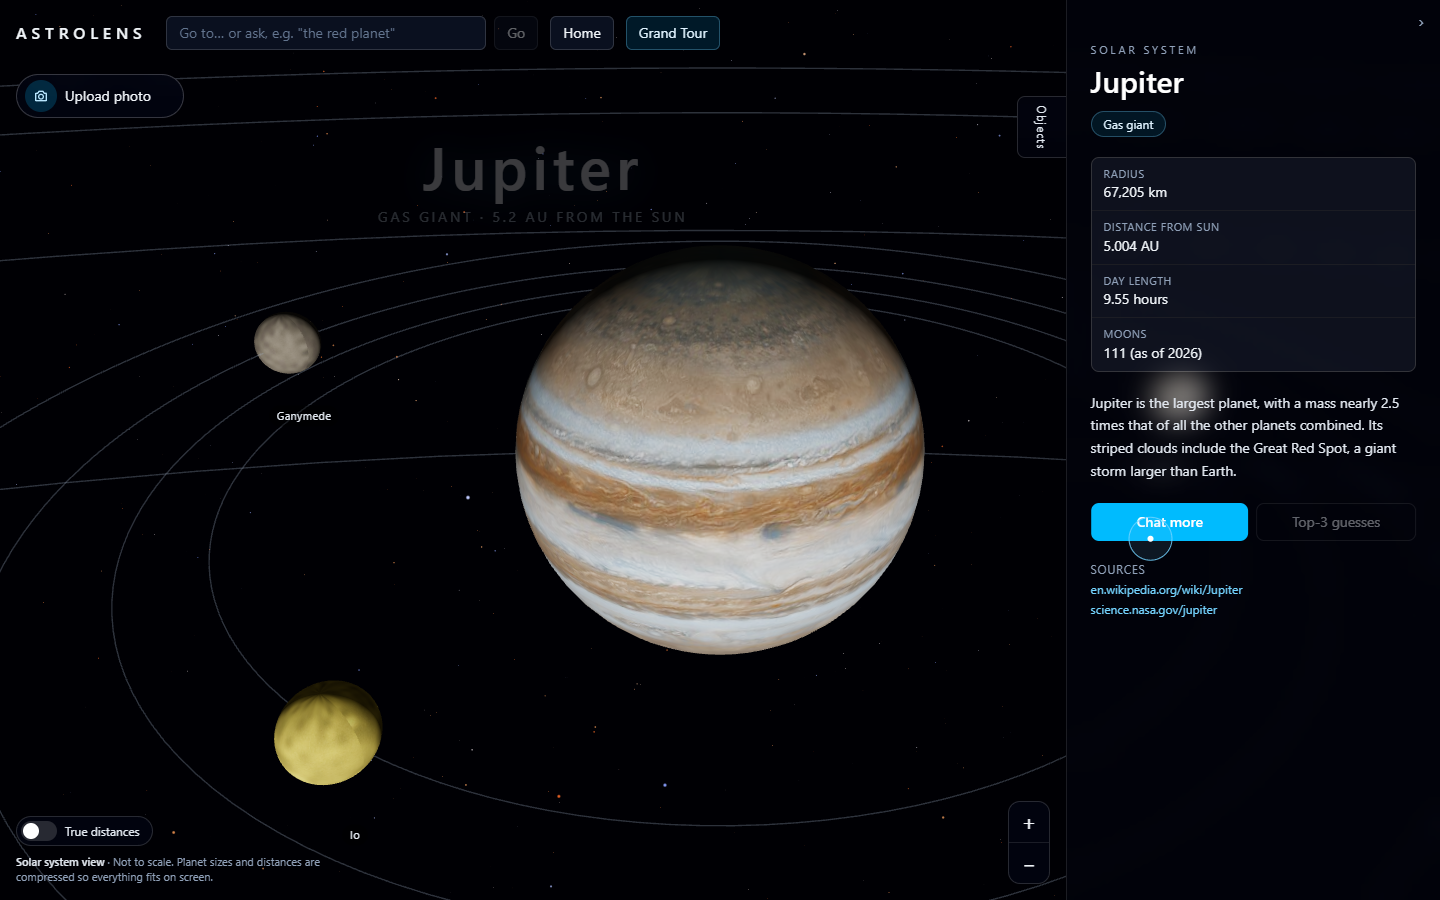 ASTROLENS
Go to... or ask, e.g. "the red planet"
Go
Home
Grand Tour
Upload photo
Objects
Jupiter
GAS GIANT · 5.2 AU FROM THE SUN
Ganymede
Io
True distances
Solar system view · Not to scale. Planet sizes and distances are
compressed so everything fits on screen.
+
−
›
SOLAR SYSTEM
Jupiter
Gas giant
RADIUS
67,205 km
DISTANCE FROM SUN
5.004 AU
DAY LENGTH
9.55 hours
MOONS
111 (as of 2026)
Jupiter is the largest planet, with a mass nearly 2.5
times that of all the other planets combined. Its
striped clouds include the Great Red Spot, a giant
storm larger than Earth.
Chat more
Top-3 guesses
SOURCES
en.wikipedia.org/wiki/Jupiter
science.nasa.gov/jupiter